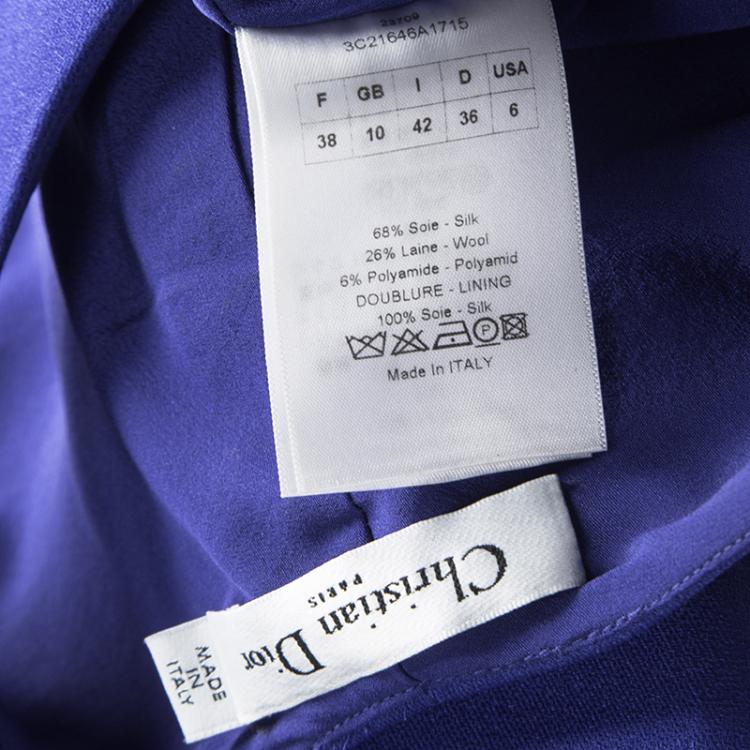 3C21646A1715
F GB I D USA
38 10 42 36 6
68% Soie - Silk
26% Laine - Wool
6% Polyamide - Polyamid
DOUBLURE - LINING
100% Soie - Silk
P
Made In ITALY
Christian Dior
PARIS
MADE
IN
ITALY